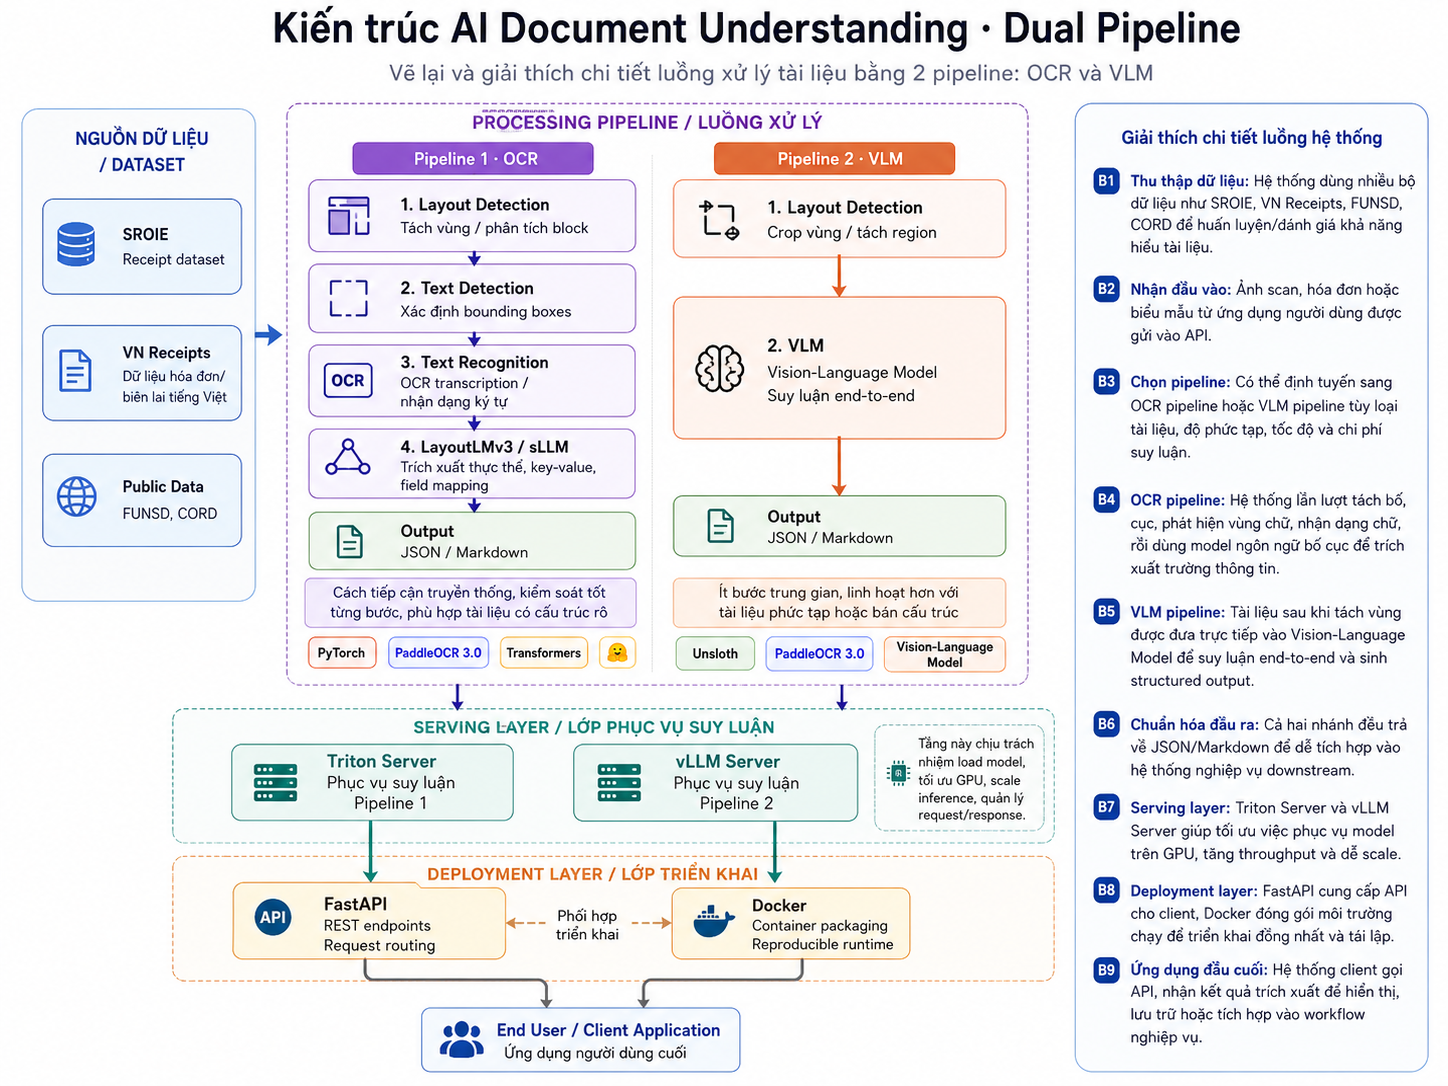 Kiến trúc AI Document Understanding · Dual Pipeline
Vẽ lại và giải thích chi tiết luồng xử lý tài liệu bằng 2 pipeline: OCR và VLM
NGUỒN DỮ LIỆU
/ DATASET
SROIE
Receipt dataset
VN Receipts
Dữ liệu hóa đơn/
biên lai tiếng Việt
Public Data
FUNSD, CORD
PROCESSING PIPELINE / LUỒNG XỬ LÝ
Pipeline 1 · OCR
1. Layout Detection
Tách vùng / phân tích block
2. Text Detection
Xác định bounding boxes
OCR
3. Text Recognition
OCR transcription /
nhận dạng ký tự
4. LayoutLMv3 / sLLM
Trích xuất thực thể, key-value,
field mapping
Output
JSON / Markdown
Cách tiếp cận truyền thống, kiểm soát tốt
từng bước, phù hợp tài liệu có cấu trúc rõ
PyTorch
PaddleOCR 3.0
Transformers
Pipeline 2 · VLM
1. Layout Detection
Crop vùng / tách region
2. VLM
Vision-Language Model
Suy luận end-to-end
Output
JSON / Markdown
Ít bước trung gian, linh hoạt hơn với
tài liệu phức tạp hoặc bán cấu trúc
Unsloth
PaddleOCR 3.0
Vision-Language
Model
SERVING LAYER / LỚP PHỤC VỤ SUY LUẬN
Triton Server
Phục vụ suy luận
Pipeline 1
vLLM Server
Phục vụ suy luận
Pipeline 2
Tầng này chịu trách
nhiệm load model,
tối ưu GPU, scale
inference, quản lý
request/response.
DEPLOYMENT LAYER / LỚP TRIỂN KHAI
API
FastAPI
REST endpoints
Request routing
Phối hợp
triển khai
Docker
Container packaging
Reproducible runtime
End User / Client Application
Ứng dụng người dùng cuối
Giải thích chi tiết luồng hệ thống
B1 Thu thập dữ liệu: Hệ thống dùng nhiều bộ
dữ liệu như SROIE, VN Receipts, FUNSD,
CORD để huấn luyện/đánh giá khả năng
hiểu tài liệu.
B2 Nhận đầu vào: Ảnh scan, hóa đơn hoặc
biểu mẫu từ ứng dụng người dùng được
gửi vào API.
B3 Chọn pipeline: Có thể định tuyến sang
OCR pipeline hoặc VLM pipeline tùy loại
tài liệu, độ phức tạp, tốc độ và chi phí
suy luận.
B4 OCR pipeline: Hệ thống lần lượt tách bố,
cục, phát hiện vùng chữ, nhận dạng chữ,
rồi dùng model ngôn ngữ bố cục để trích
xuất trường thông tin.
B5 VLM pipeline: Tài liệu sau khi tách vùng
được đưa trực tiếp vào Vision-Language
Model để suy luận end-to-end và sinh
structured output.
B6 Chuẩn hóa đầu ra: Cả hai nhánh đều trả
về JSON/Markdown để dễ tích hợp vào
hệ thống nghiệp vụ downstream.
B7 Serving layer: Triton Server và vLLM
Server giúp tối ưu việc phục vụ model
trên GPU, tăng throughput và dễ scale.
B8 Deployment layer: FastAPI cung cấp API
cho client, Docker đóng gói môi trường
chạy để triển khai đồng nhất và tái lập.
B9 Ứng dụng đầu cuối: Hệ thống client gọi
API, nhận kết quả trích xuất để hiển thị,
lưu trữ hoặc tích hợp vào workflow
nghiệp vụ.